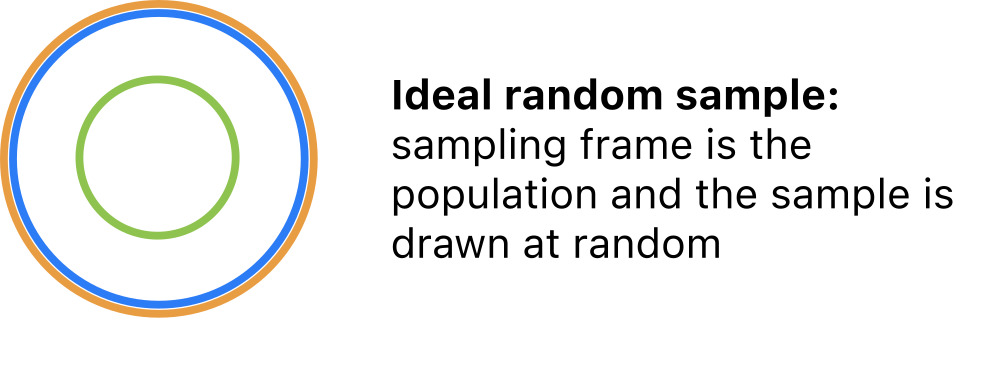 Ideal random sample:
sampling frame is the
population and the sample is
drawn at random